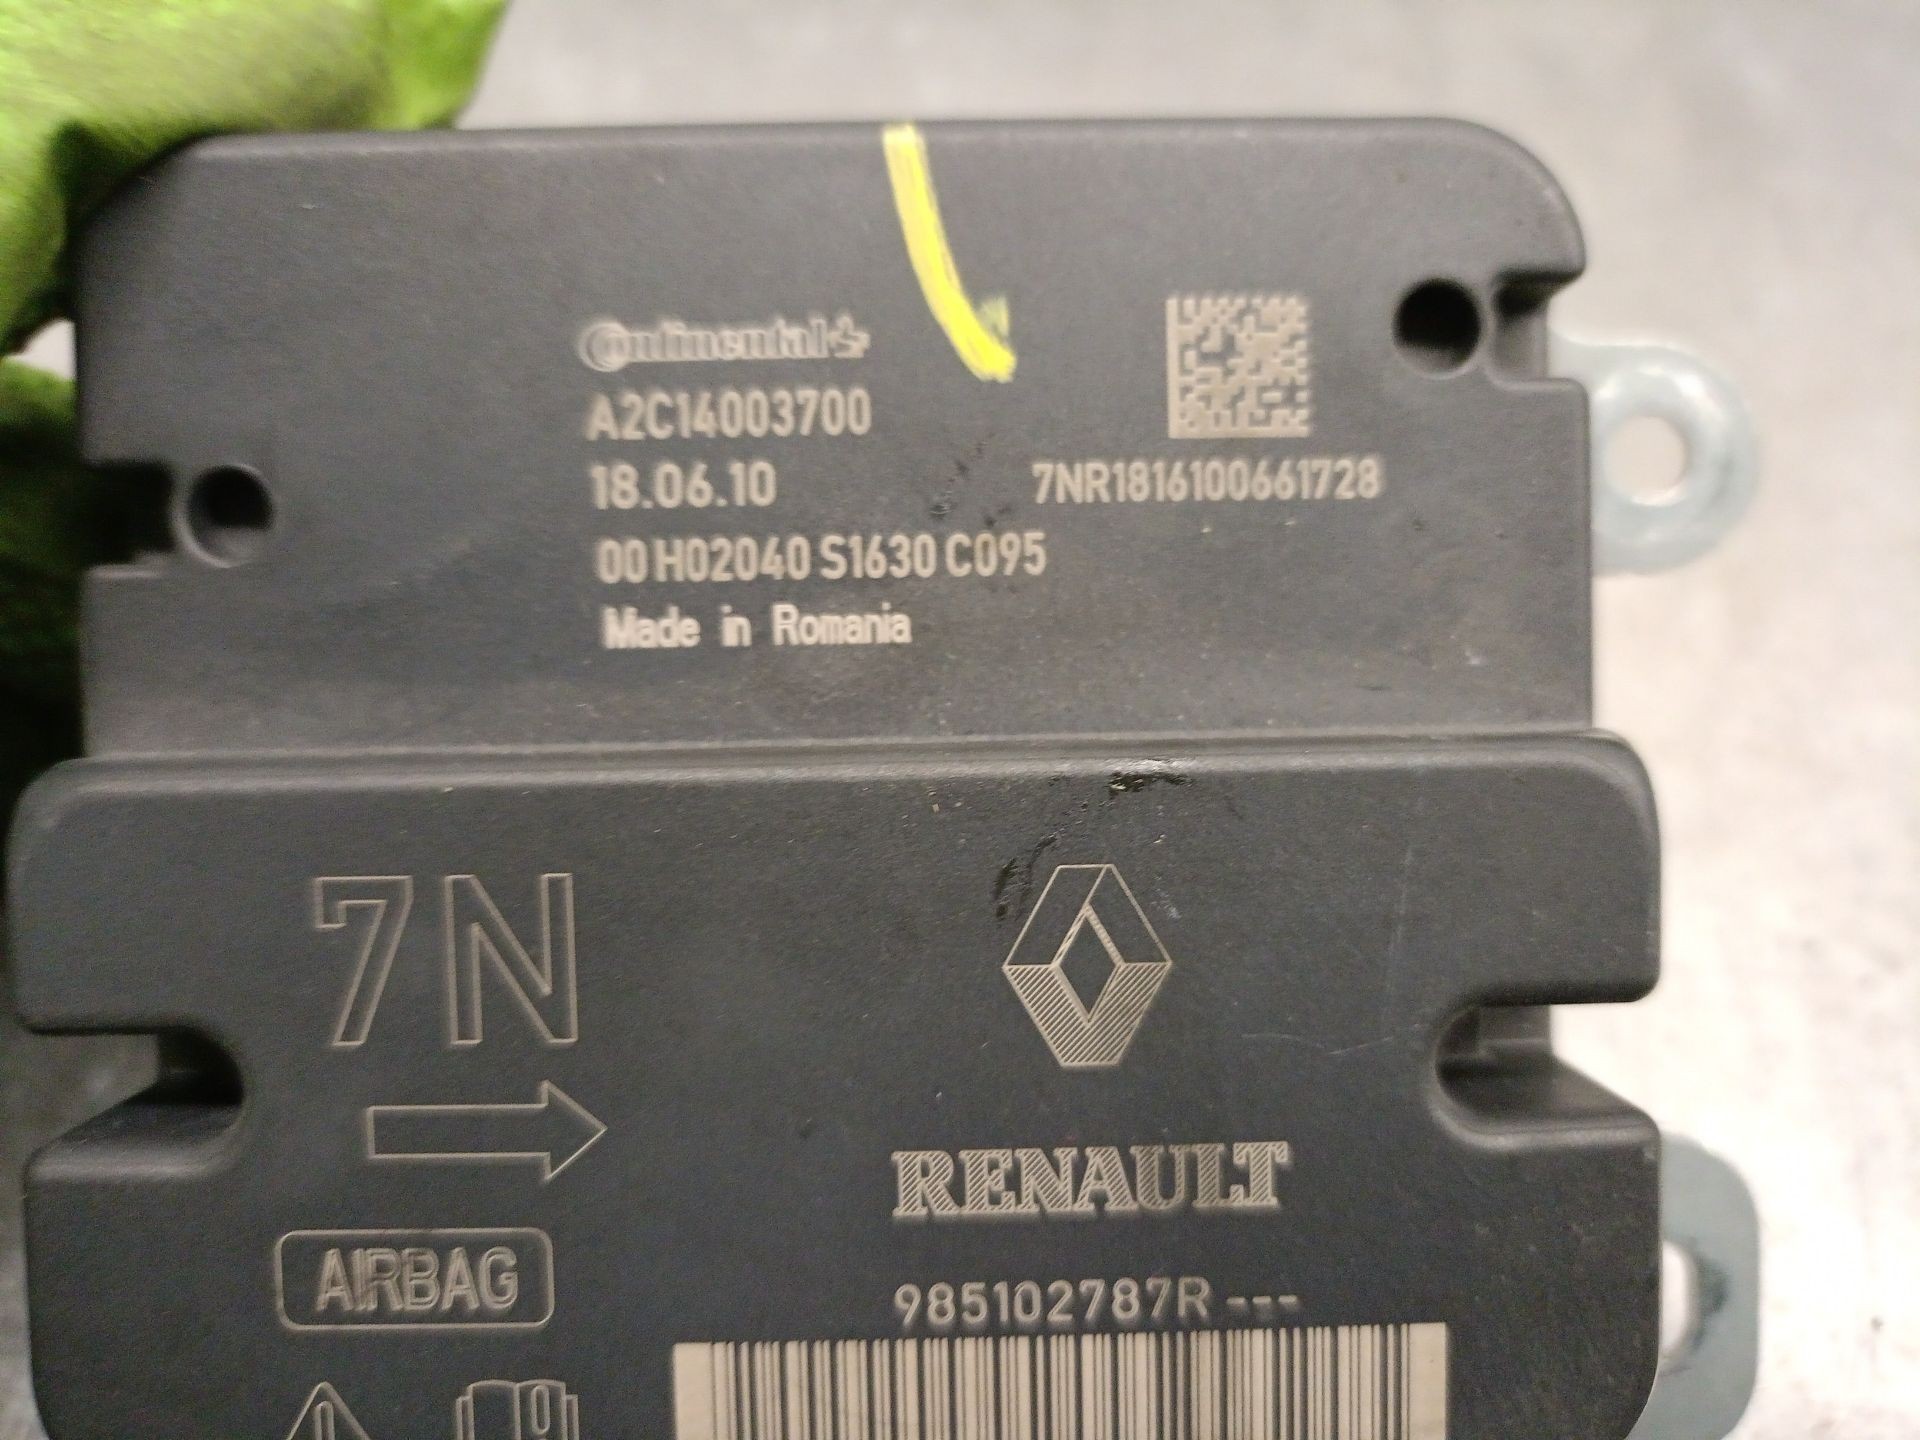 Continental
A2C14003700
18.06.10
7NR1816100661728
00 H02040 S1630 C095
Made in Romania
7N
RENAULT
AIRBAG
985102787R ---